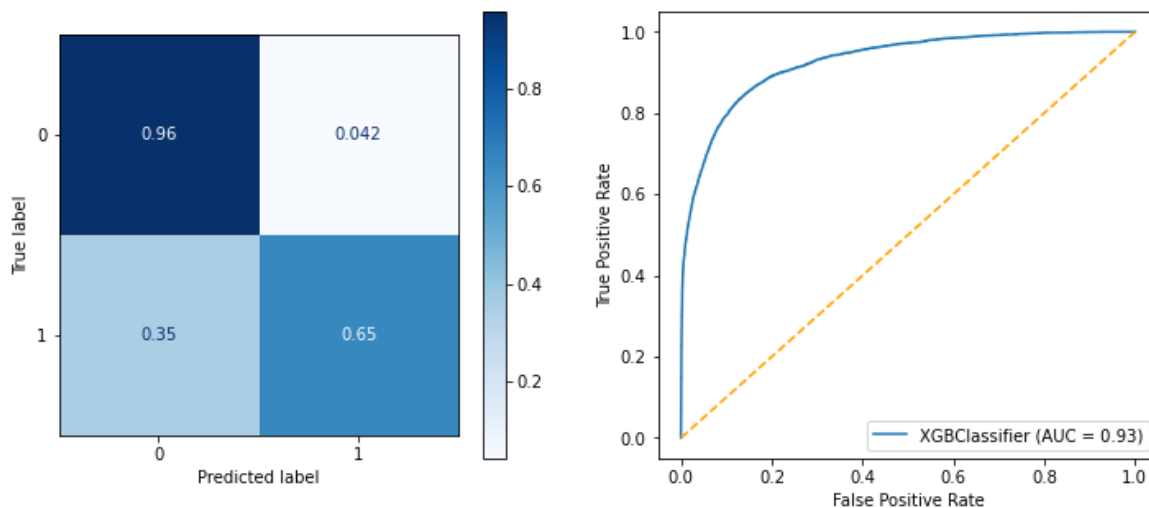 0.96 0.042
0.35 0.65
0
1
True label
0 1
Predicted label
0.8
0.6
0.4
0.2
1.0
0.8
0.6
0.4
0.2
0.0
True Positive Rate
XGBClassifier (AUC = 0.93)
0.0 0.2 0.4 0.6 0.8 1.0
False Positive Rate